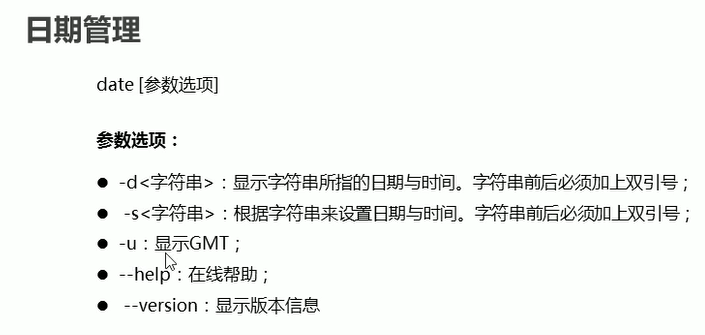 日期管理
date [参数选项]
参数选项：
● -d<字符串>：显示字符串所指的日期与时间。字符串前后必须加上双引号；
● -s<字符串>：根据字符串来设置日期与时间。字符串前后必须加上双引号；
● -u：显示GMT；
● --help：在线帮助；
● --version：显示版本信息